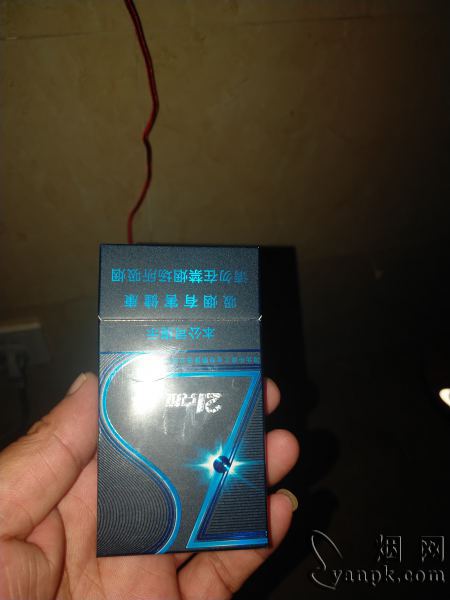 本公司提示
吸烟有害健康
请勿在禁烟场所吸烟
烟网
yanpk.com